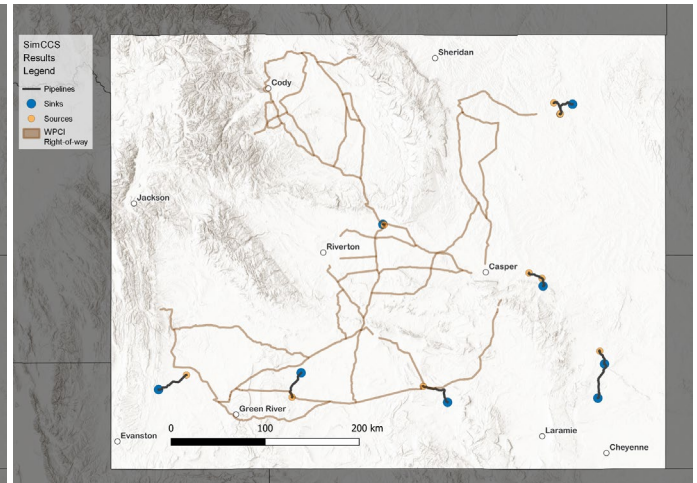 SimCCS
Results
Legend
Pipelines
Sinks
Sources
WPCI
Right-of-way
Sheridan
Cody
Jackson
Riverton
Casper
Green River
0 100 200 km
Evanston
Laramie
Cheyenne